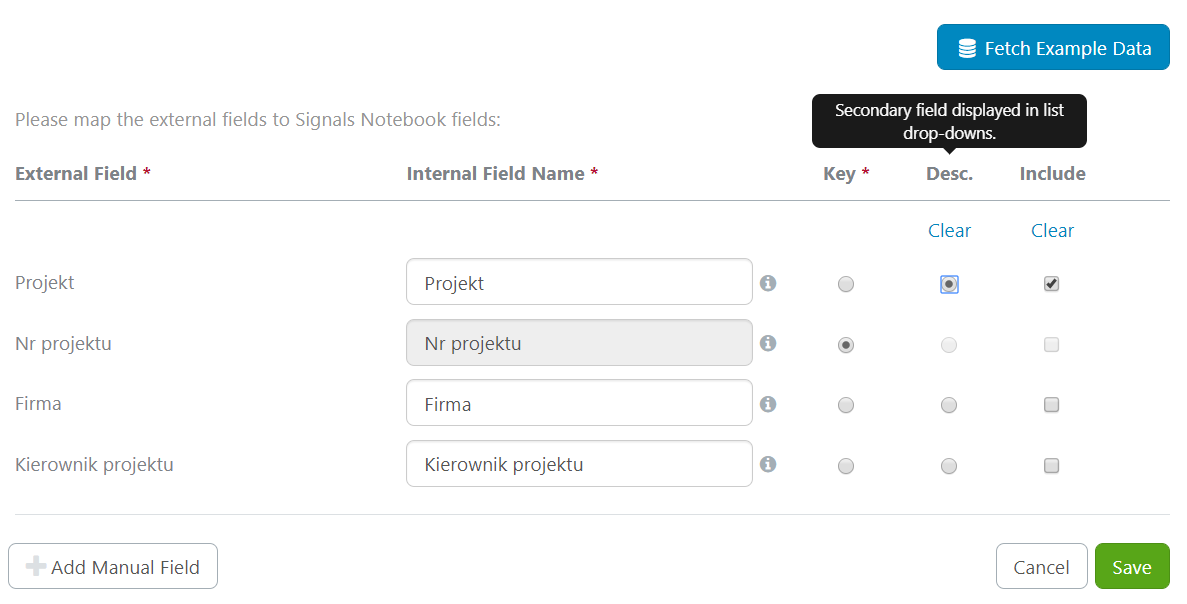 Fetch Example Data
Please map the external fields to Signals Notebook fields:
Secondary field displayed in list
drop-downs.
External Field * Internal Field Name * Key * Desc. Include
Clear Clear
Projekt Projekt
Nr projektu Nr projektu
Firma Firma
Kierownik projektu Kierownik projektu
Add Manual Field Cancel Save